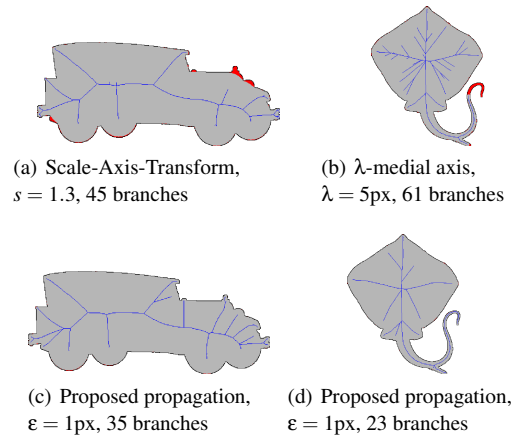 (a) Scale-Axis-Transform,
s = 1.3, 45 branches
(b) λ-medial axis,
λ = 5px, 61 branches
(c) Proposed propagation,
ε = 1px, 35 branches
(d) Proposed propagation,
ε = 1px, 23 branches